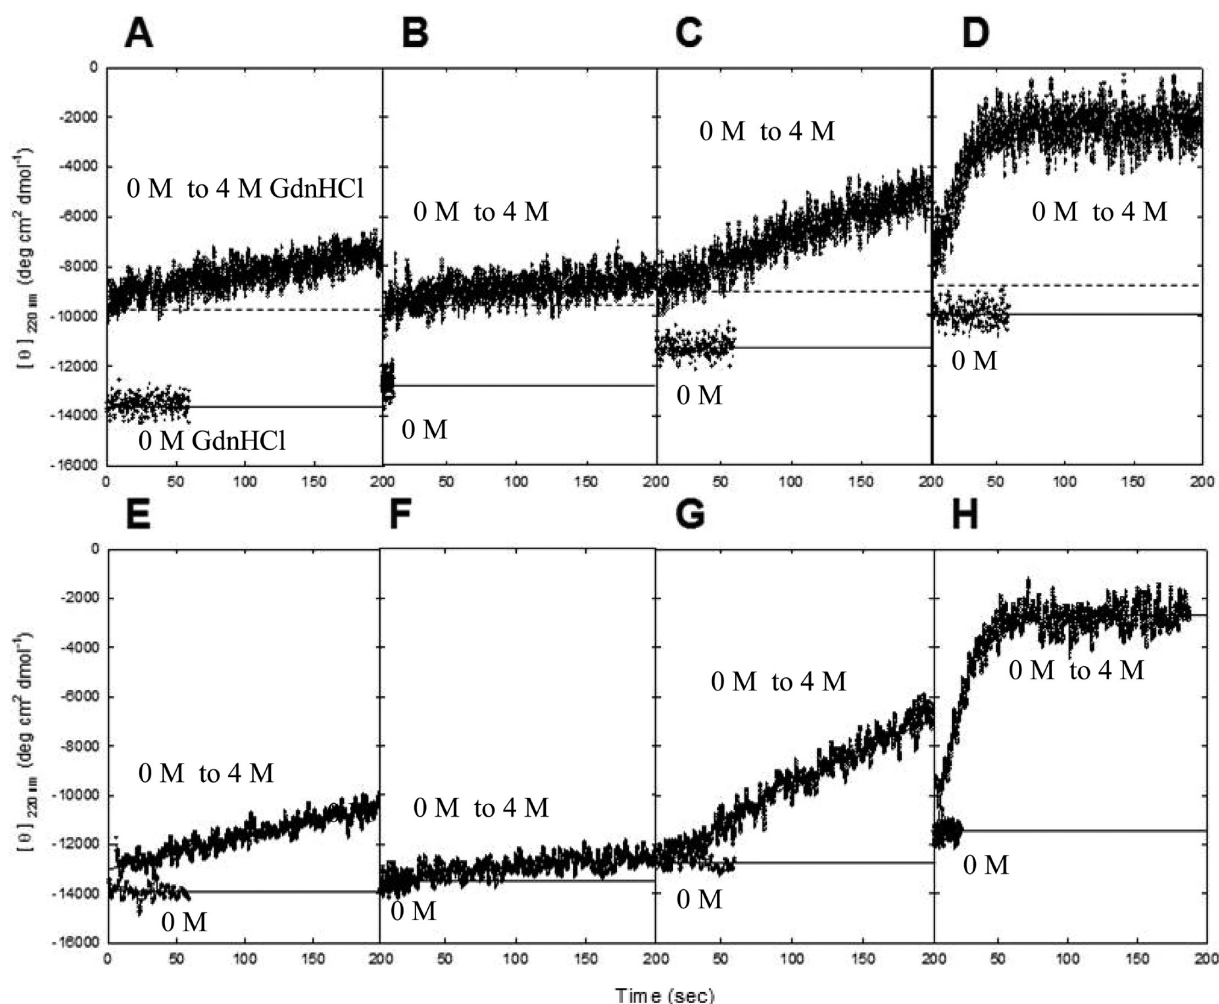 A B C D
[θ]220 nm (deg cm² dmol⁻¹)
0
-2000
-4000
-6000
-8000
-10000
-12000
-14000
-16000
0 M to 4 M GdnHCl
0 M GdnHCl
0 M to 4 M
0 M
0 M to 4 M
0 M
0 M to 4 M
0 M
0 50 100 150 200 50 100 150 200 50 100 150 200 50 100 150 200
E F G H
[θ]220 nm (deg cm² dmol⁻¹)
0
-2000
-4000
-6000
-8000
-10000
-12000
-14000
-16000
0 M to 4 M
0 M
0 M to 4 M
0 M
0 M to 4 M
0 M
0 M to 4 M
0 M
0 50 100 150 200 50 100 150 200 50 100 150 200 50 100 150 200
Time (sec)